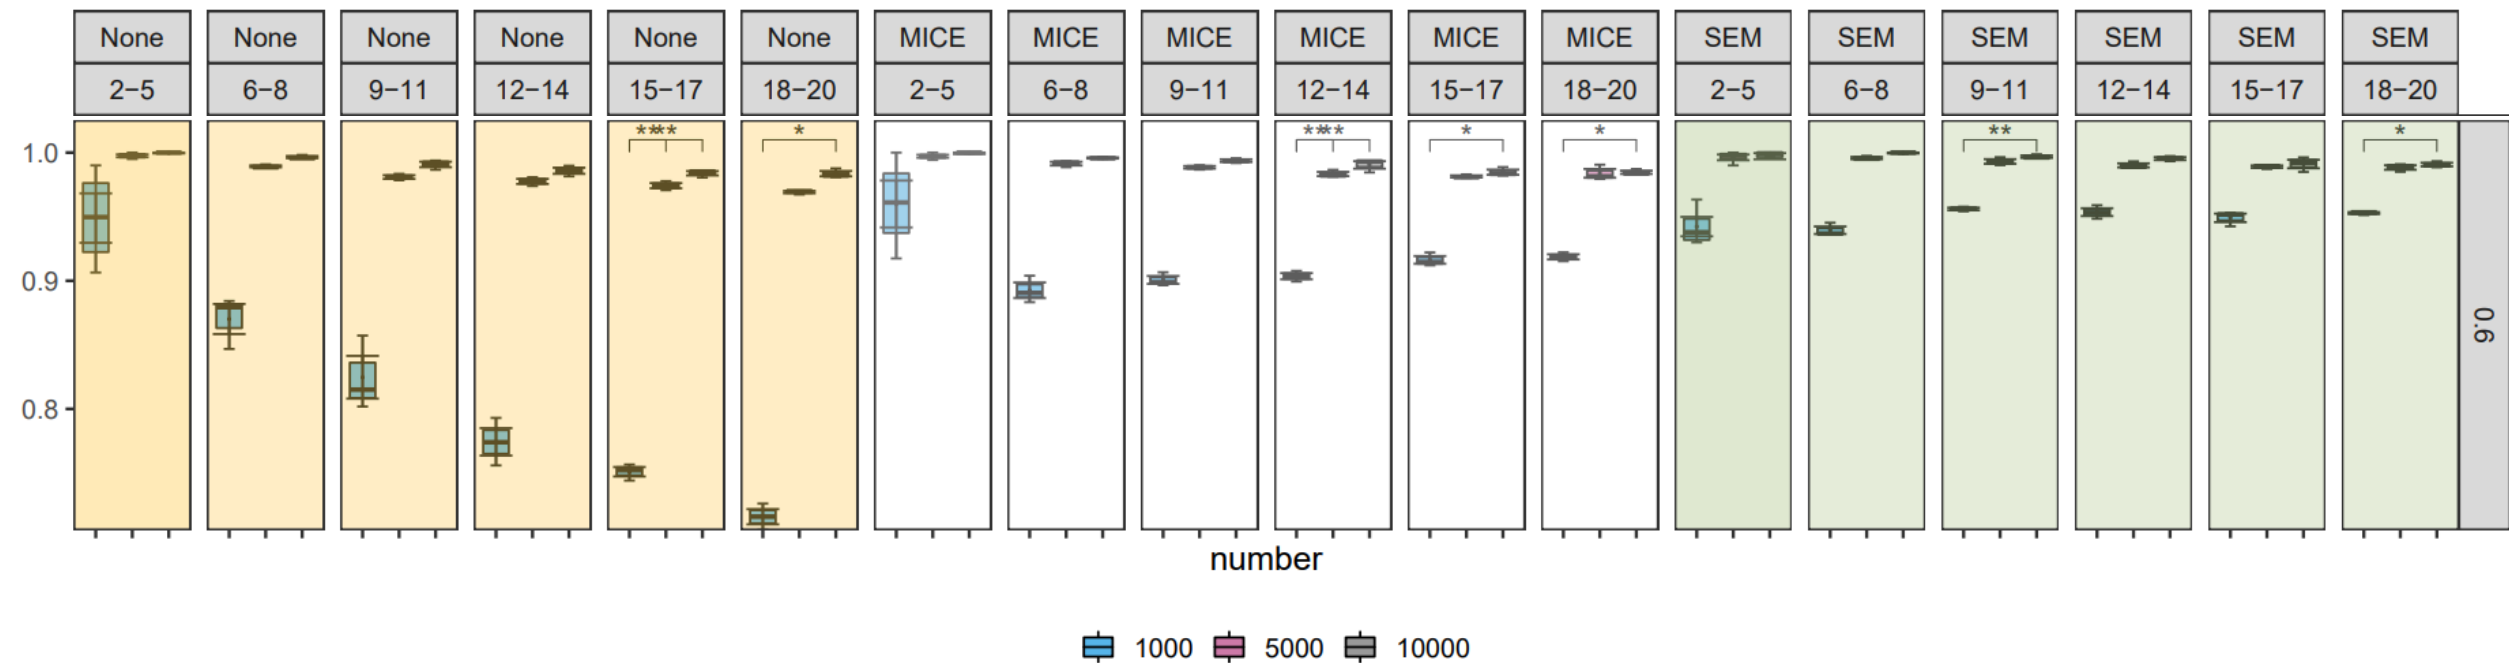 None None None None None None MICE MICE MICE MICE MICE MICE SEM SEM SEM SEM SEM SEM
2−5 6−8 9−11 12−14 15−17 18−20 2−5 6−8 9−11 12−14 15−17 18−20 2−5 6−8 9−11 12−14 15−17 18−20
**** * **** * * ** *
1.0
0.9
0.8
0.6
number
1000 5000 10000